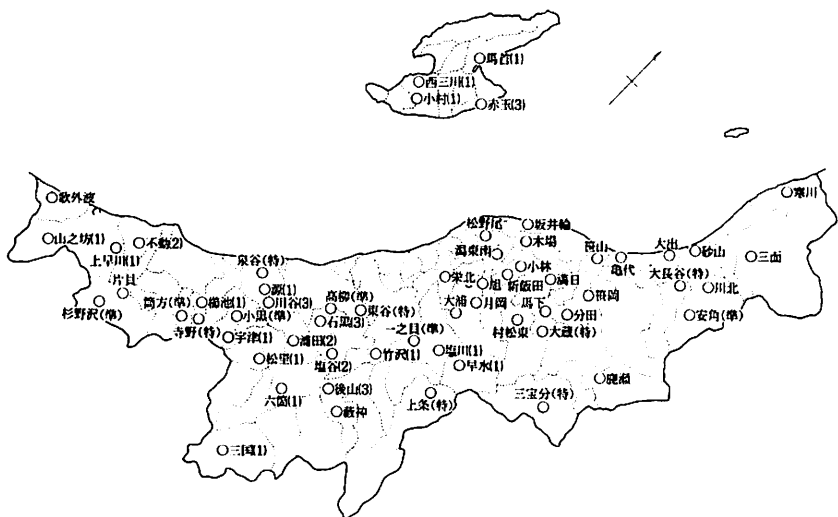 馬首(1)
西三川(1)
小村(1)
赤玉(3)
歌外波
寒川
松野尾
坂井輪
山之坊(1)
不動(2)
木場
笹山
大出
砂山
上早川(1)
潟東南
亀代
三面
泉谷(特)
小林
片貝
栄北
旭
新飯田
満日
大長谷(特)
川北
源(1)
高柳(準)
笹岡
杉野沢(準)
筒方(準)
櫛池(1)
川谷(3)
大浦
月岡
馬下
寺野(特)
小黒(準)
石黒(3)
東谷(特)
村松東
分田
安角(準)
宇津(1)
浦田(2)
一之貝(準)
大蔵(特)
松里(1)
塩谷(2)
竹沢(1)
塩川(1)
早水(1)
鹿瀬
六箇(1)
後山(3)
上条(特)
三宝分(特)
藪神
三国(1)